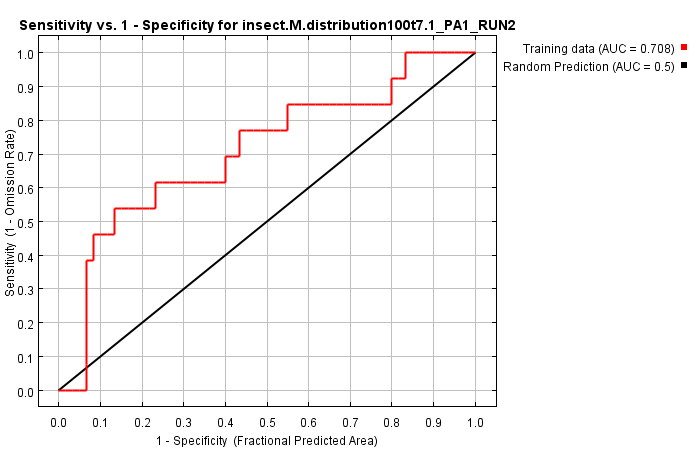 Sensitivity vs. 1 - Specificity for insect.M.distribution100t7.1_PA1_RUN2
Training data (AUC = 0.708)
Random Prediction (AUC = 0.5)
Sensitivity (1 - Omission Rate)
1.0
0.9
0.8
0.7
0.6
0.5
0.4
0.3
0.2
0.1
0.0
0.0 0.1 0.2 0.3 0.4 0.5 0.6 0.7 0.8 0.9 1.0
1 - Specificity (Fractional Predicted Area)